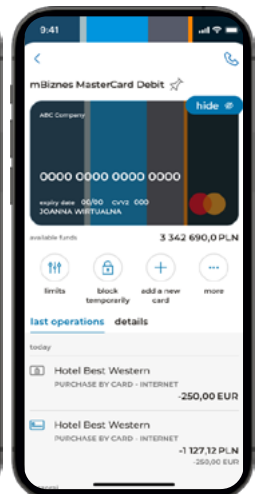 9:41
mBiznes MasterCard Debit
hide
ABC Company
0000 0000 0000 0000
expiry date 00/00 CVV2 000
JOANNA WIRTUALNA
available funds 3 342 690,0 PLN
limits block temporarily add a new card more
last operations details
today
Hotel Best Western
PURCHASE BY CARD - INTERNET
-250,00 EUR
Hotel Best Western
PURCHASE BY CARD - INTERNET
-1 127,12 PLN
-250,00 EUR